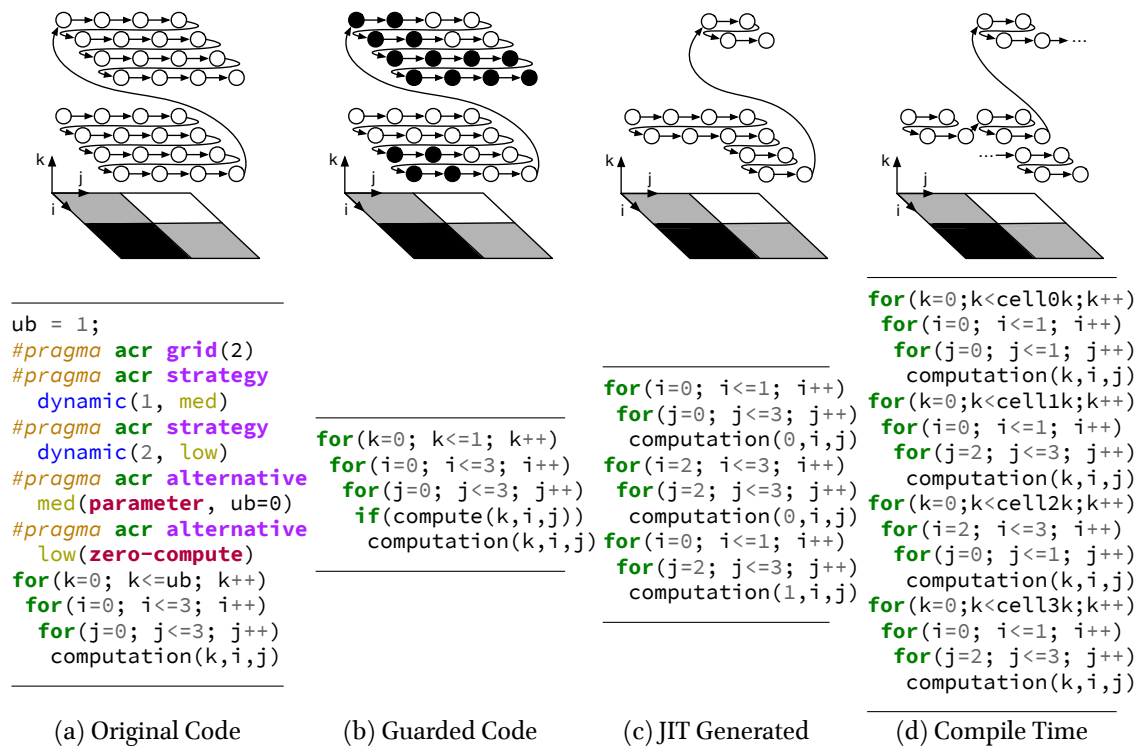 k
j
i
k
j
i
k
j
i
...
...
k
j
i
ub = 1;
#pragma acr grid(2)
#pragma acr strategy
dynamic(1, med)
#pragma acr strategy
dynamic(2, low)
#pragma acr alternative
med(parameter, ub=0)
#pragma acr alternative
low(zero-compute)
for(k=0; k<=ub; k++)
for(i=0; i<=3; i++)
for(j=0; j<=3; j++)
computation(k,i,j)
(a) Original Code
for(k=0; k<=1; k++)
for(i=0; i<=3; i++)
for(j=0; j<=3; j++)
if(compute(k,i,j))
computation(k,i,j)
(b) Guarded Code
for(i=0; i<=1; i++)
for(j=0; j<=3; j++)
computation(0,i,j)
for(i=2; i<=3; i++)
for(j=2; j<=3; j++)
computation(0,i,j)
for(i=0; i<=1; i++)
for(j=2; j<=3; j++)
computation(1,i,j)
(c) JIT Generated
for(k=0;k<cell0k;k++)
for(i=0; i<=1; i++)
for(j=0; j<=1; j++)
computation(k,i,j)
for(k=0;k<cell1k;k++)
for(i=0; i<=1; i++)
for(j=2; j<=3; j++)
computation(k,i,j)
for(k=0;k<cell2k;k++)
for(i=2; i<=3; i++)
for(j=0; j<=1; j++)
computation(k,i,j)
for(k=0;k<cell3k;k++)
for(i=0; i<=1; i++)
for(j=2; j<=3; j++)
computation(k,i,j)
(d) Compile Time